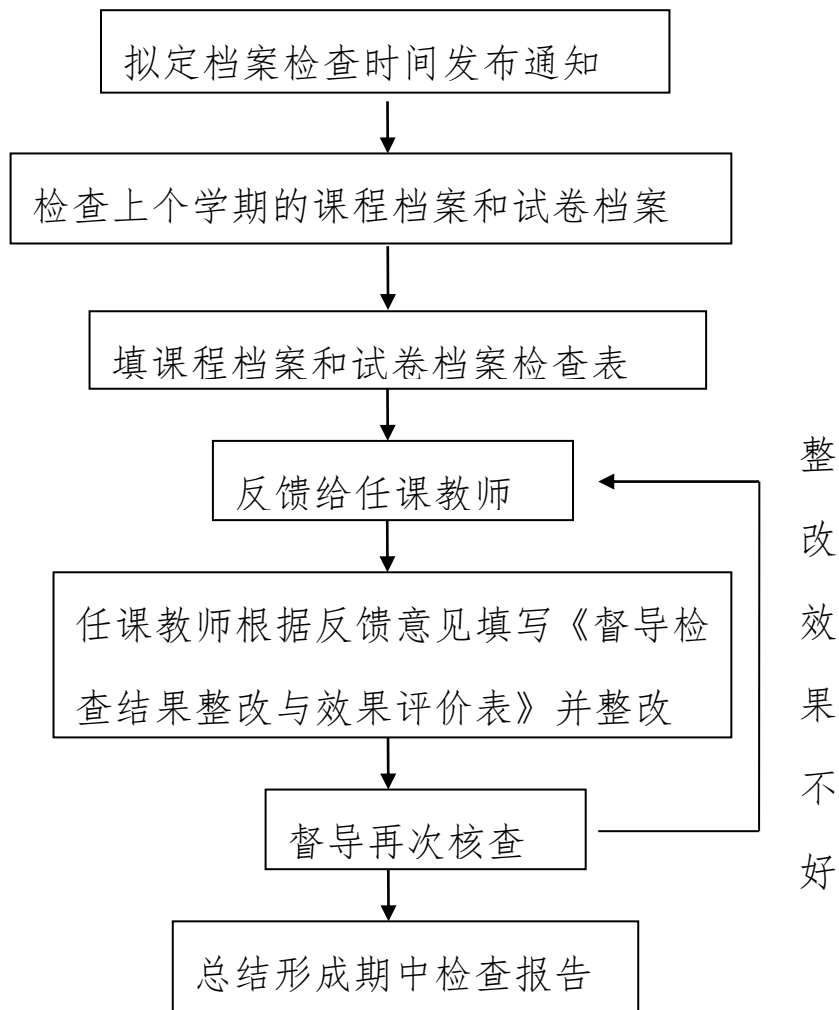 拟定档案检查时间发布通知
检查上个学期的课程档案和试卷档案
填课程档案和试卷档案检查表
反馈给任课教师
任课教师根据反馈意见填写《督导检
查结果整改与效果评价表》并整改
督导再次核查
总结形成期中检查报告
整
改
效
果
不
好